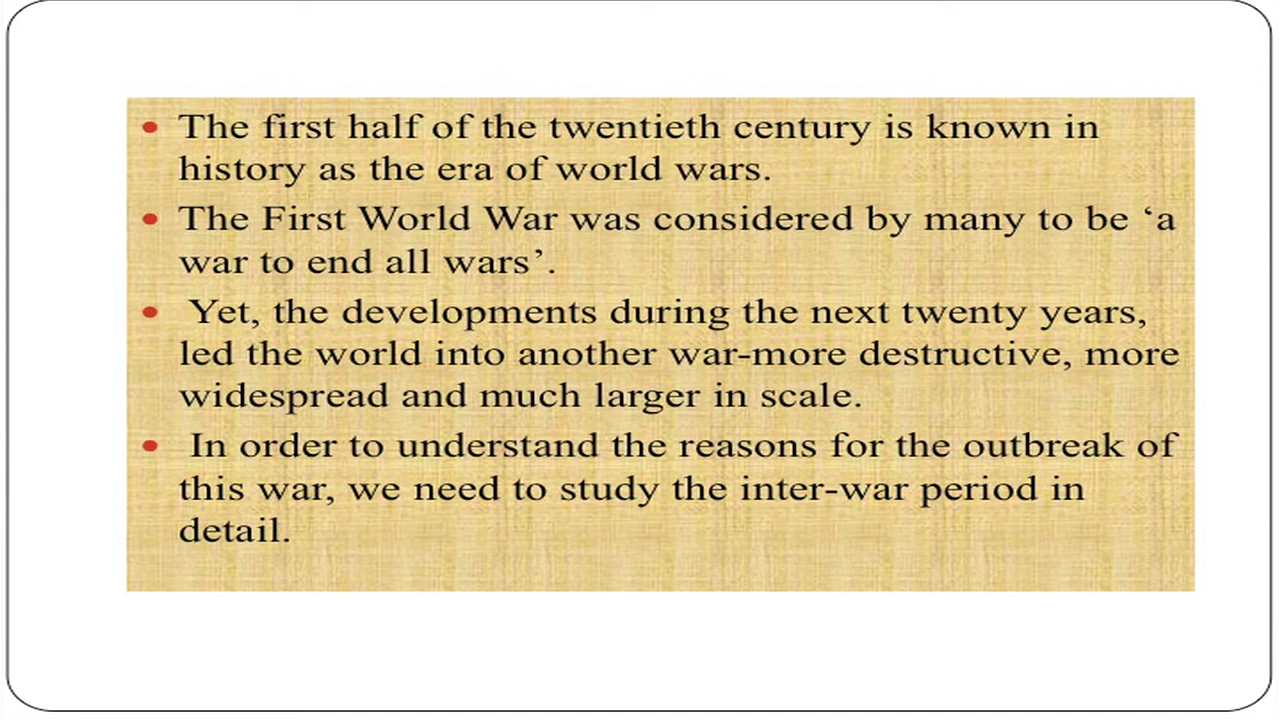 • The first half of the twentieth century is known in
history as the era of world wars.
• The First World War was considered by many to be ‘a
war to end all wars’.
• Yet, the developments during the next twenty years,
led the world into another war-more destructive, more
widespread and much larger in scale.
• In order to understand the reasons for the outbreak of
this war, we need to study the inter-war period in
detail.